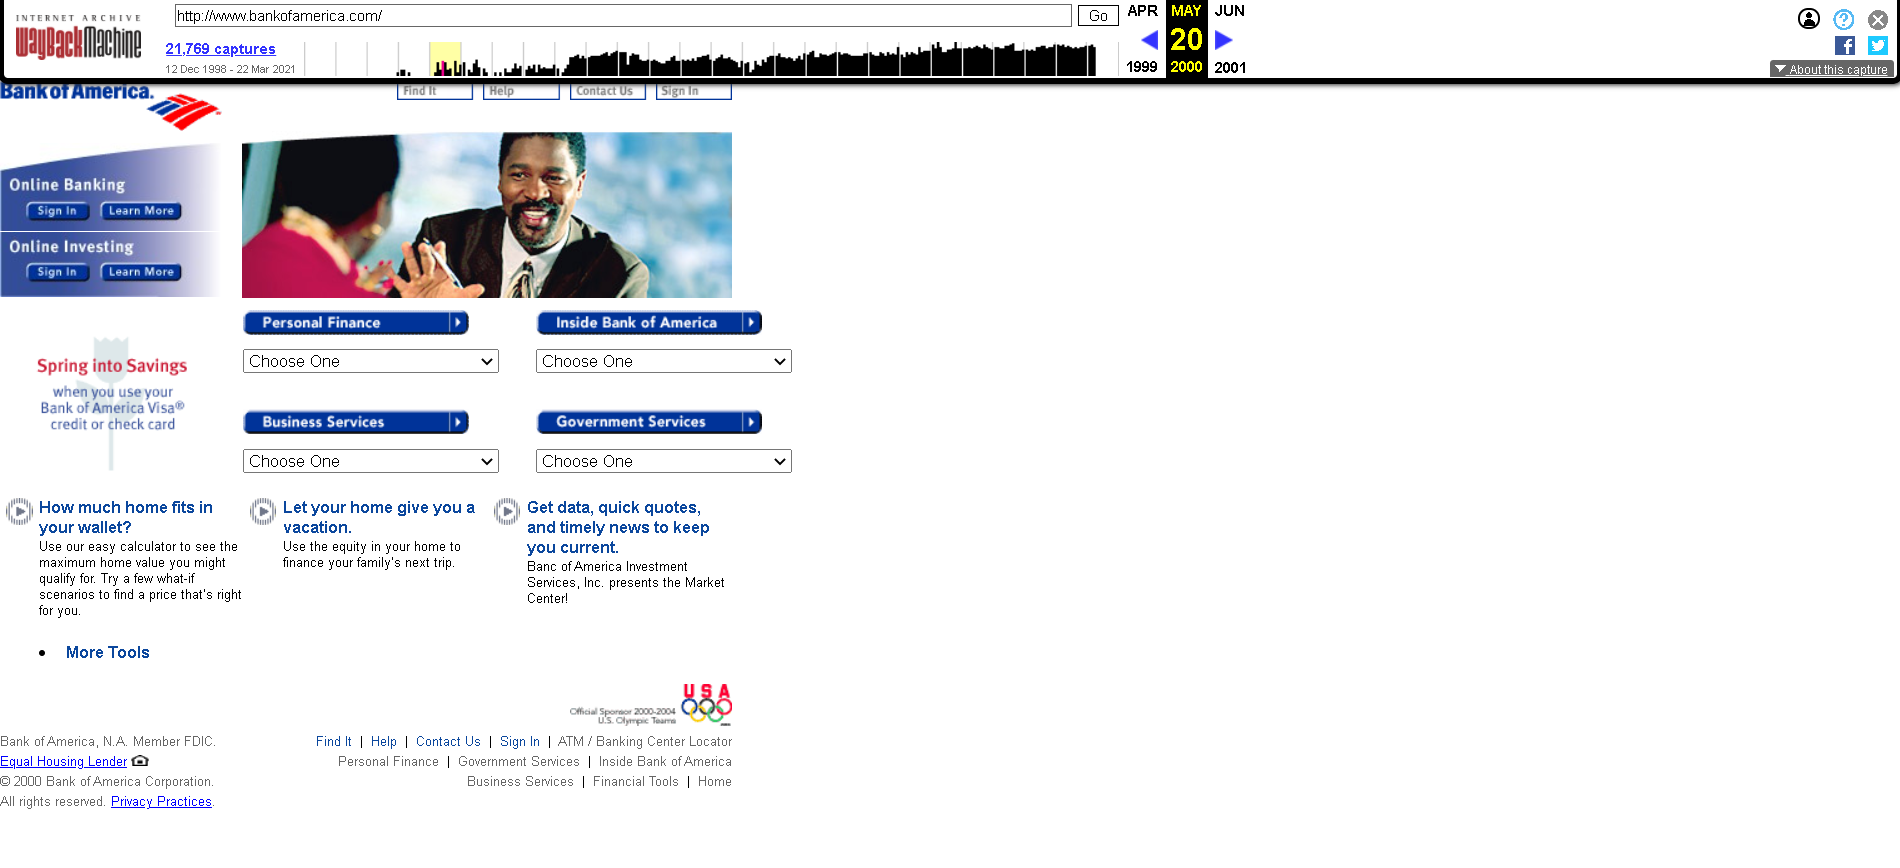 INTERNET ARCHIVE
WayBackMachine
http://www.bankofamerica.com/
Go
APR
MAY
JUN
21,769 captures
20
12 Dec 1998 - 22 Mar 2021
1999
2000
2001
About this capture
Bank of America.
Find It
Help
Contact Us
Sign In
Online Banking
Sign In
Learn More
Online Investing
Sign In
Learn More
Personal Finance
Inside Bank of America
Choose One
Choose One
Spring into Savings
when you use your
Bank of America Visa®
credit or check card
Business Services
Government Services
Choose One
Choose One
How much home fits in
your wallet?
Use our easy calculator to see the
maximum home value you might
qualify for. Try a few what-if
scenarios to find a price that's right
for you.
Let your home give you a
vacation.
Use the equity in your home to
finance your family's next trip.
Get data, quick quotes,
and timely news to keep
you current.
Banc of America Investment
Services, Inc. presents the Market
Center!
• More Tools
USA
Official Sponsor 2000-2004
U.S. Olympic Teams
Bank of America, N.A. Member FDIC.
Equal Housing Lender
© 2000 Bank of America Corporation.
All rights reserved. Privacy Practices.
Find It | Help | Contact Us | Sign In | ATM / Banking Center Locator
Personal Finance | Government Services | Inside Bank of America
Business Services | Financial Tools | Home